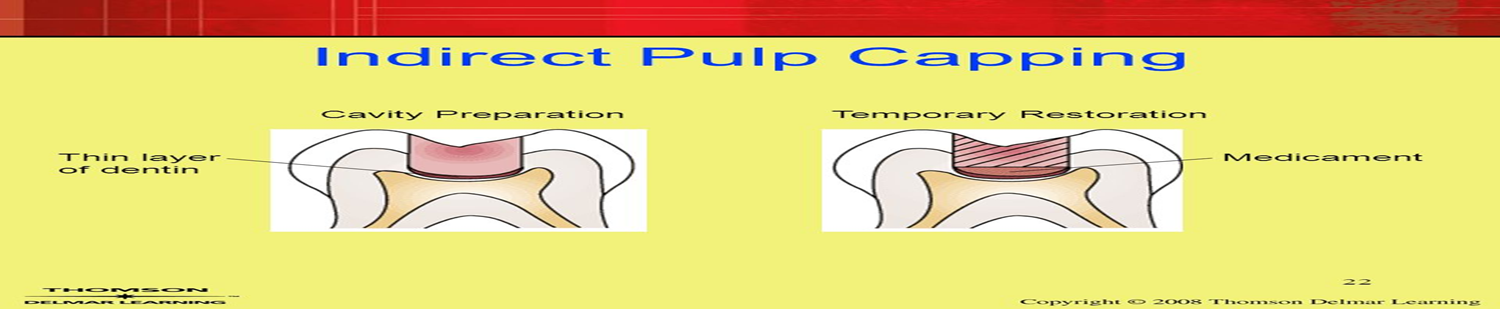 Indirect Pulp Capping
Cavity Preparation
Temporary Restoration
Thin layer
of dentin
Medicament
THOMSON
DELMAR LEARNING™
22
Copyright © 2008 Thomson Delmar Learning